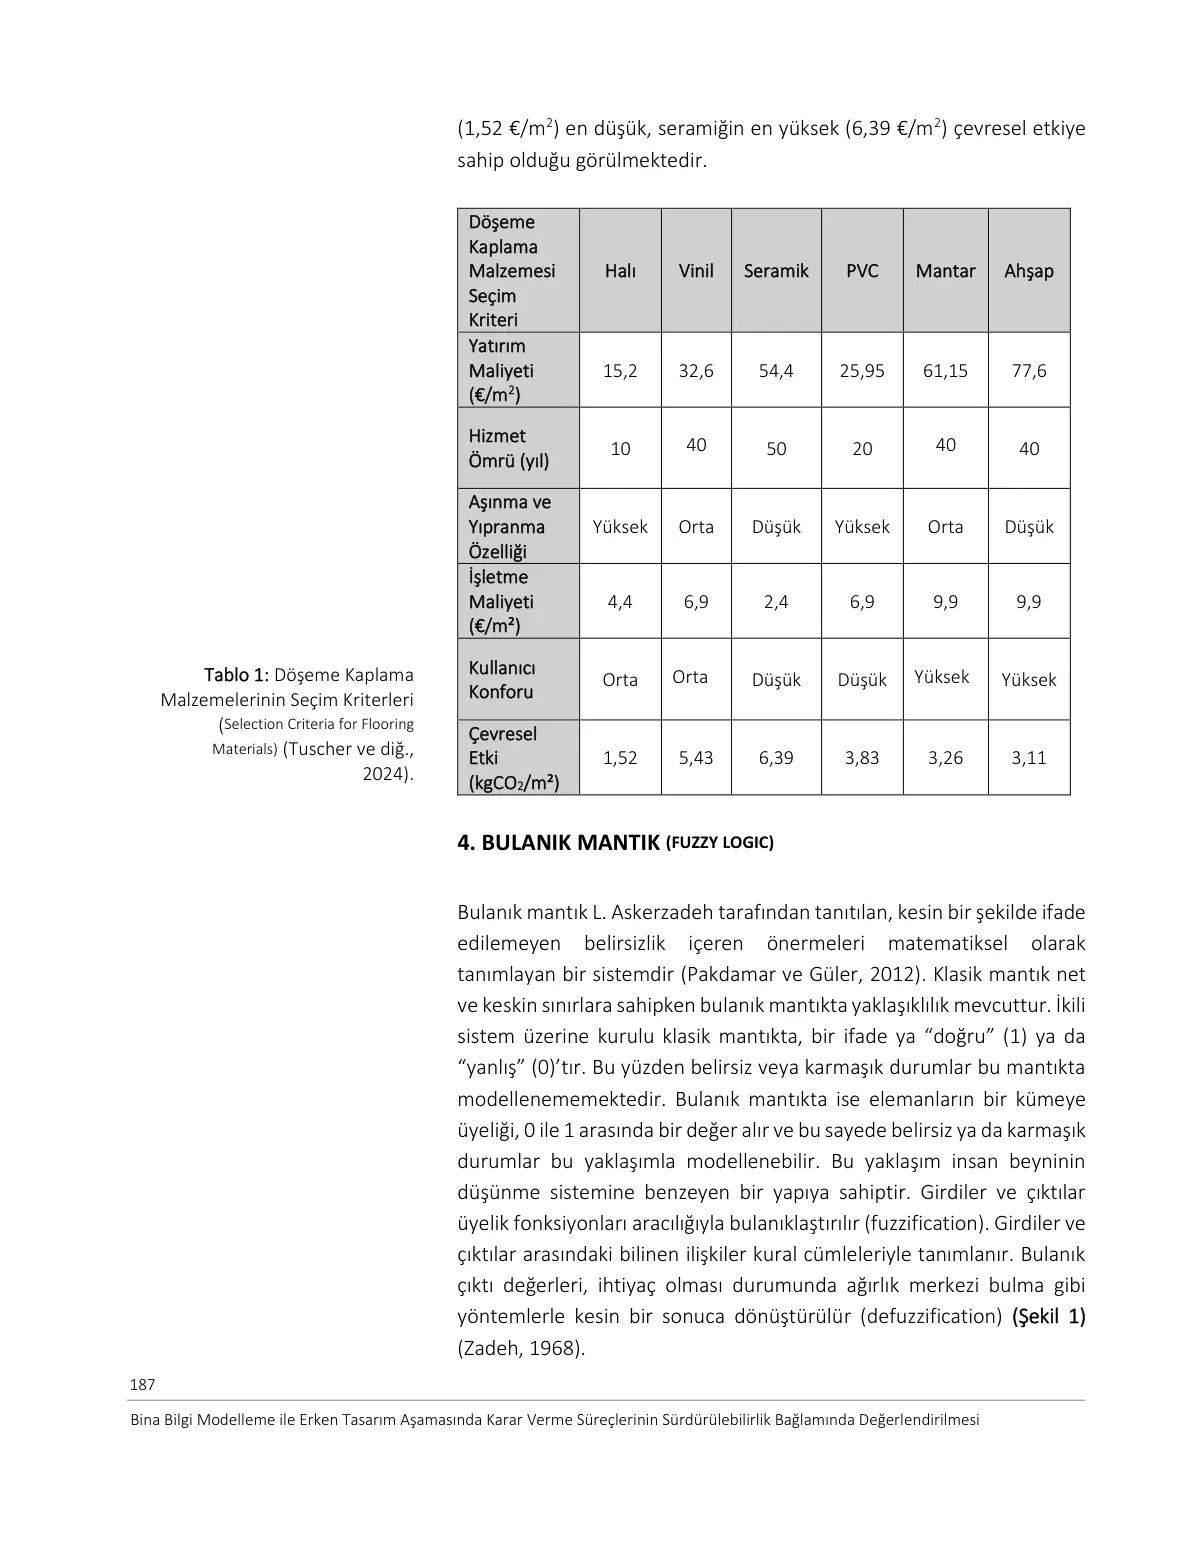 (1,52 €/m²) en düşük, seramiğin en yüksek (6,39 €/m²) çevresel etkiye
sahip olduğu görülmektedir.
Döşeme
Kaplama
Malzemesi
Seçim
Kriteri
Halı
Vinil
Seramik
PVC
Mantar
Ahşap
Yatırım
Maliyeti
(€/m²)
15,2
32,6
54,4
25,95
61,15
77,6
Hizmet
Ömrü (yıl)
10
40
50
20
40
40
Aşınma ve
Yıpranma
Özelliği
Yüksek
Orta
Düşük
Yüksek
Orta
Düşük
İşletme
Maliyeti
(€/m²)
4,4
6,9
2,4
6,9
9,9
9,9
Kullanıcı
Konforu
Orta
Orta
Düşük
Düşük
Yüksek
Yüksek
Çevresel
Etki
(kgCO₂/m²)
1,52
5,43
6,39
3,83
3,26
3,11
Tablo 1: Döşeme Kaplama
Malzemelerinin Seçim Kriterleri
(Selection Criteria for Flooring
Materials) (Tuscher ve diğ.,
2024).
4. BULANIK MANTIK (FUZZY LOGIC)
Bulanık mantık L. Askerzadeh tarafından tanıtılan, kesin bir şekilde ifade
edilemeyen belirsizlik içeren önermeleri matematiksel olarak
tanımlayan bir sistemdir (Pakdamar ve Güler, 2012). Klasik mantık net
ve keskin sınırlara sahipken bulanık mantıkta yaklaşıklılık mevcuttur. İkili
sistem üzerine kurulu klasik mantıkta, bir ifade ya “doğru” (1) ya da
“yanlış” (0)’tır. Bu yüzden belirsiz veya karmaşık durumlar bu mantıkta
modellenememektedir. Bulanık mantıkta ise elemanların bir kümeye
üyeliği, 0 ile 1 arasında bir değer alır ve bu sayede belirsiz ya da karmaşık
durumlar bu yaklaşımla modellenebilir. Bu yaklaşım insan beyninin
düşünme sistemine benzeyen bir yapıya sahiptir. Girdiler ve çıktılar
üyelik fonksiyonları aracılığıyla bulanıklaştırılır (fuzzification). Girdiler ve
çıktılar arasındaki bilinen ilişkiler kural cümleleriyle tanımlanır. Bulanık
çıktı değerleri, ihtiyaç olması durumunda ağırlık merkezi bulma gibi
yöntemlerle kesin bir sonuca dönüştürülür (defuzzification) (Şekil 1)
(Zadeh, 1968).
187
Bina Bilgi Modelleme ile Erken Tasarım Aşamasında Karar Verme Süreçlerinin Sürdürülebilirlik Bağlamında Değerlendirilmesi